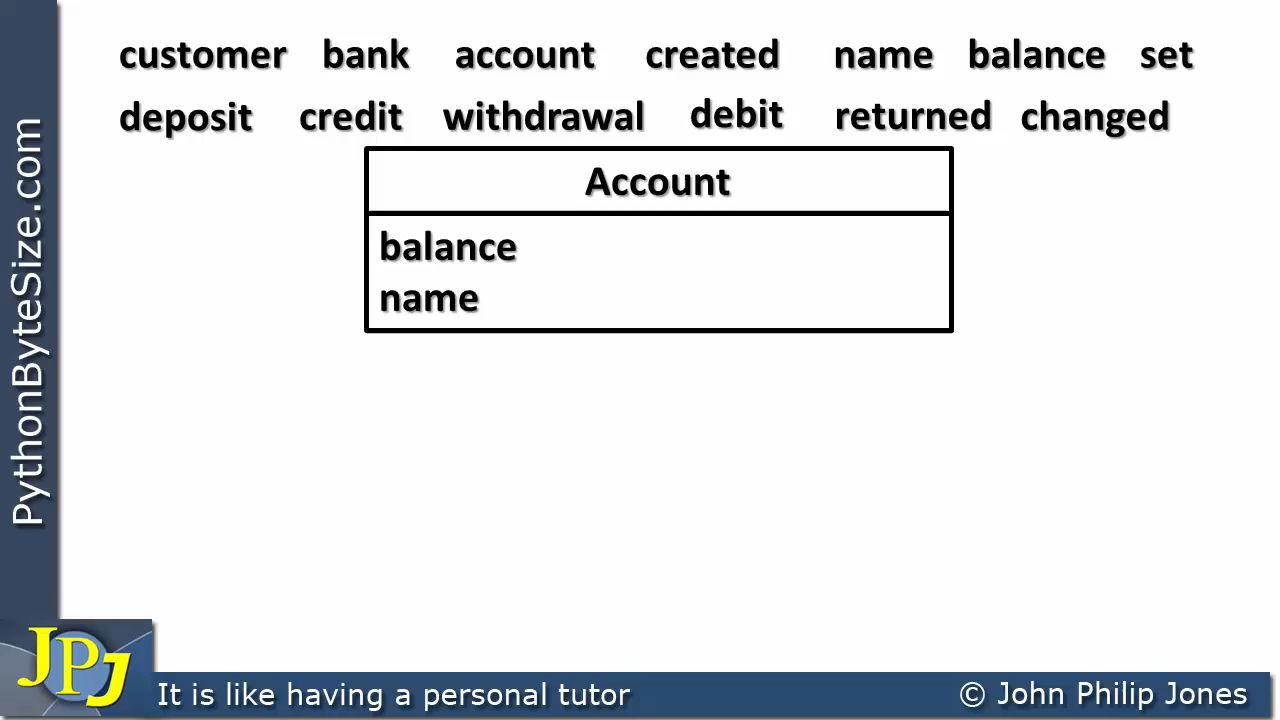 customer bank account created name balance set
deposit credit withdrawal debit returned changed
Account
balance
name
PythonByteSize.com
JPJ
It is like having a personal tutor
© John Philip Jones